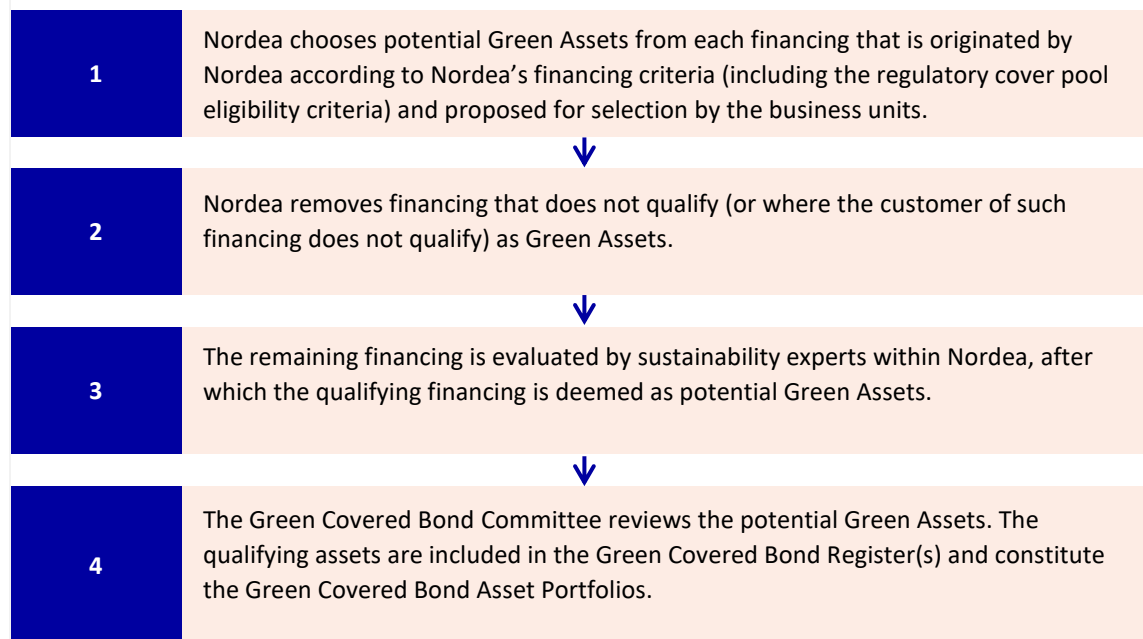 1
Nordea chooses potential Green Assets from each financing that is originated by
Nordea according to Nordea’s financing criteria (including the regulatory cover pool
eligibility criteria) and proposed for selection by the business units.
2
Nordea removes financing that does not qualify (or where the customer of such
financing does not qualify) as Green Assets.
3
The remaining financing is evaluated by sustainability experts within Nordea, after
which the qualifying financing is deemed as potential Green Assets.
4
The Green Covered Bond Committee reviews the potential Green Assets. The
qualifying assets are included in the Green Covered Bond Register(s) and constitute
the Green Covered Bond Asset Portfolios.